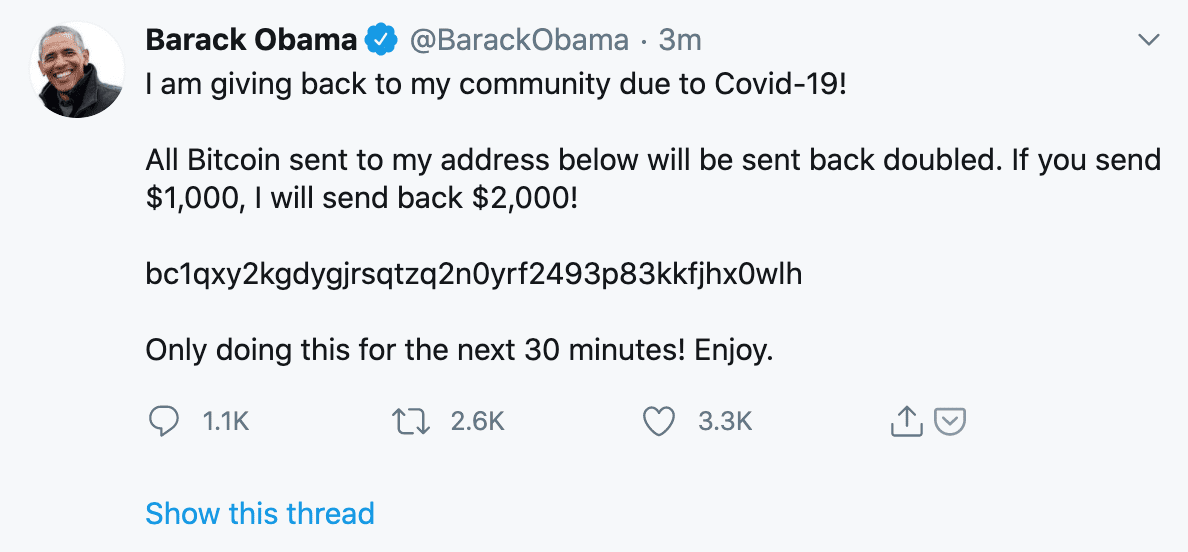 Barack Obama @BarackObama · 3m
I am giving back to my community due to Covid-19!
All Bitcoin sent to my address below will be sent back doubled. If you send
$1,000, I will send back $2,000!
bc1qxy2kgdygjrsqtzq2n0yrf2493p83kkfjhx0wlh
Only doing this for the next 30 minutes! Enjoy.
1.1K 2.6K 3.3K
Show this thread